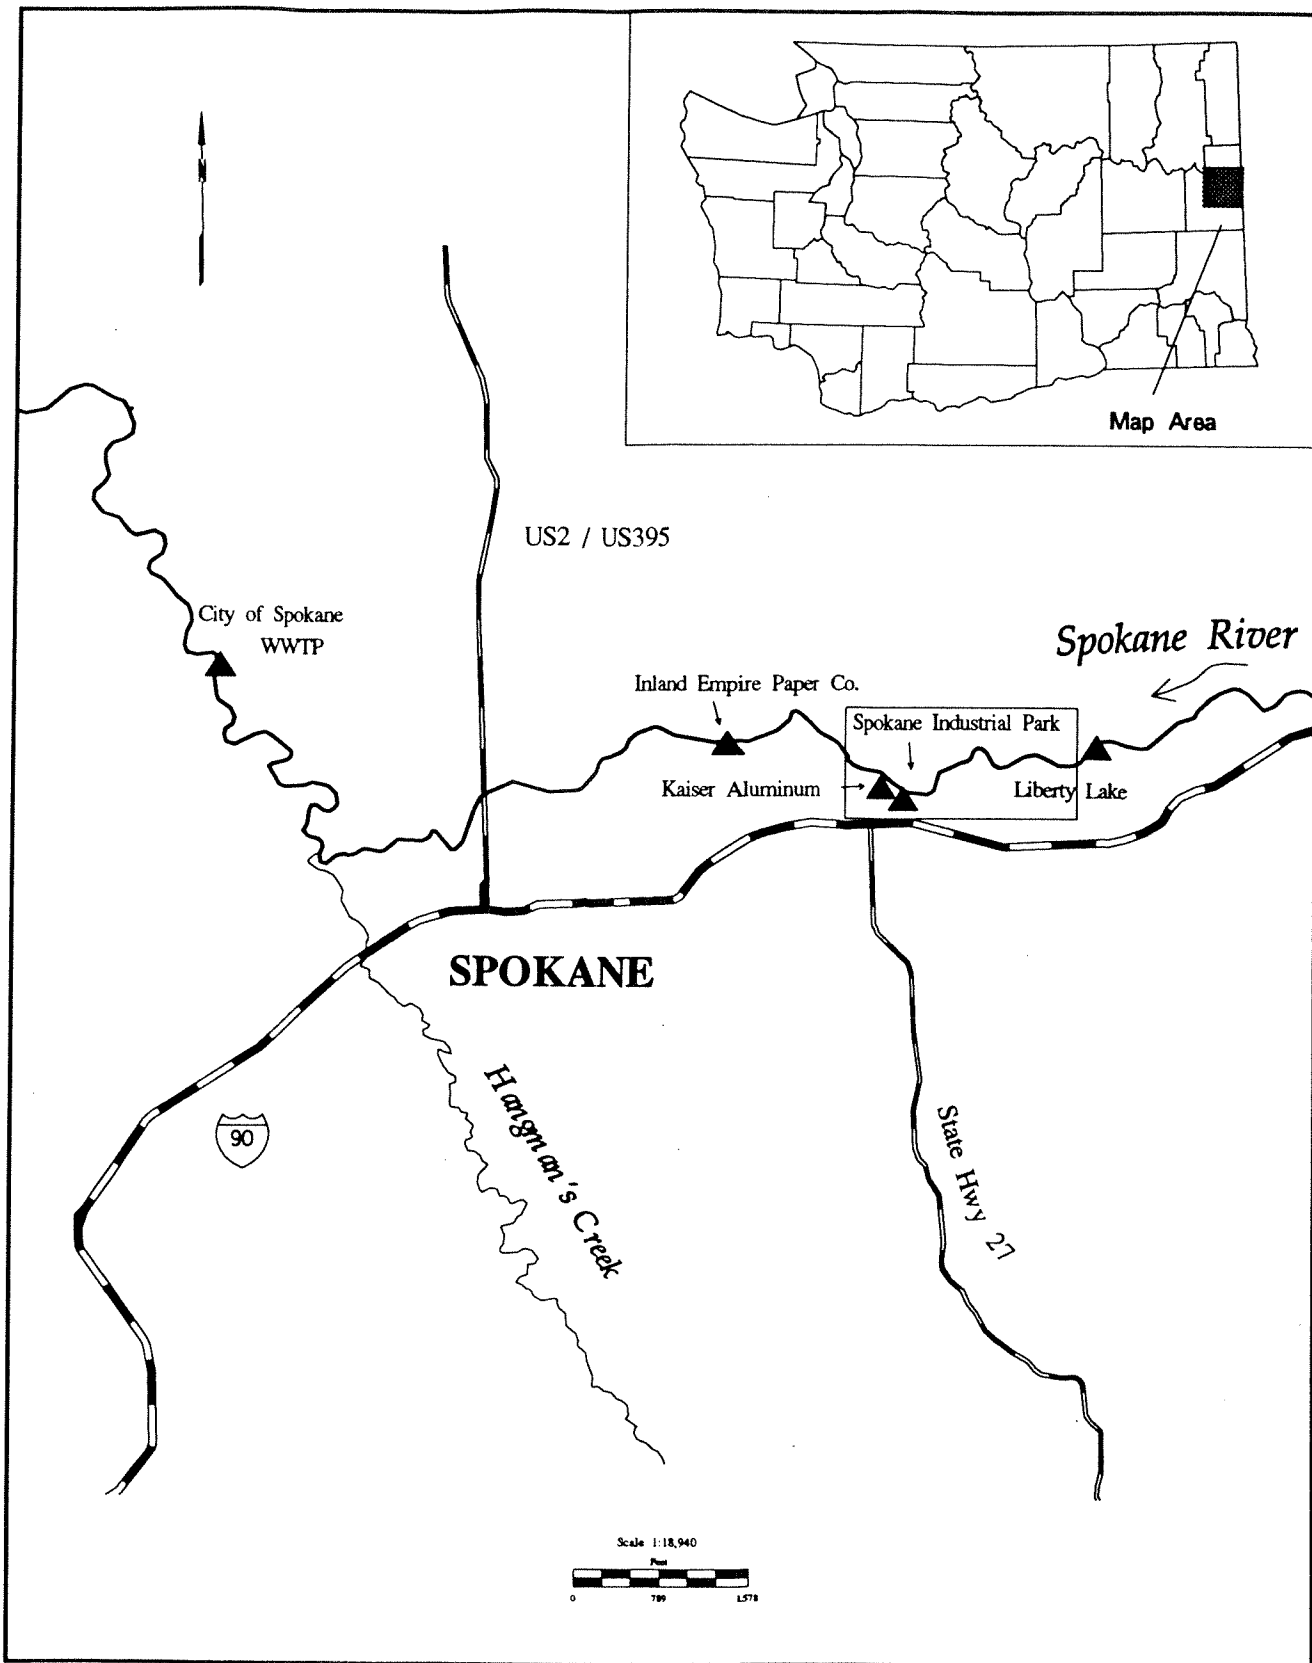 N
Map Area
US2 / US395
City of Spokane
WWTP
Spokane River
Inland Empire Paper Co.
Spokane Industrial Park
Kaiser Aluminum
Liberty Lake
SPOKANE
90
Hangman's Creek
State Hwy 27
Scale 1:18,940
Feet
0 789 1,578